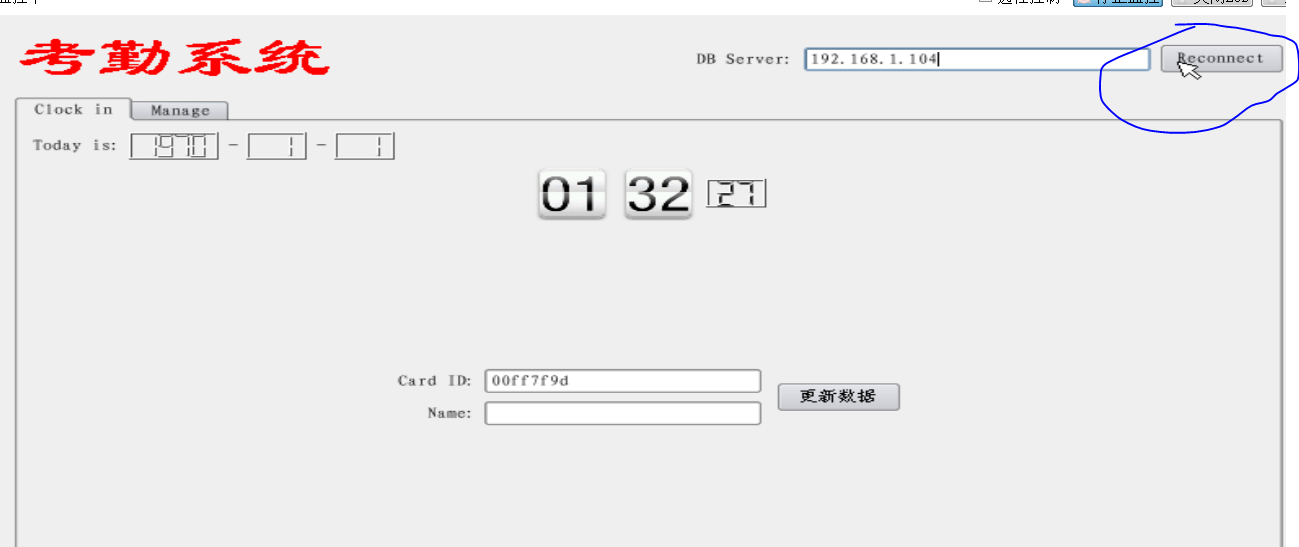 考勤系统
DB Server: 192.168.1.104 Reconnect
Clock in Manage
Today is: 1970 - 1 - 1
01 32 27
Card ID: 00ff7f9d
更新数据
Name: